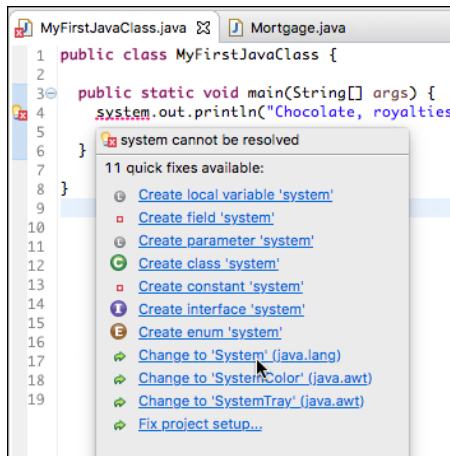 MyFirstJavaClass.java Mortgage.java
1 public class MyFirstJavaClass {
2
3 public static void main(String[] args) {
4 system.out.println("Chocolate, royalties
5
6 }
7
8 }
9
10
11
12
13
14
15
16
17
18
19
system cannot be resolved
11 quick fixes available:
Create local variable 'system'
Create field 'system'
Create parameter 'system'
Create class 'system'
Create constant 'system'
Create interface 'system'
Create enum 'system'
Change to 'System' (java.lang)
Change to 'SystemColor' (java.awt)
Change to 'SystemTray' (java.awt)
Fix project setup...